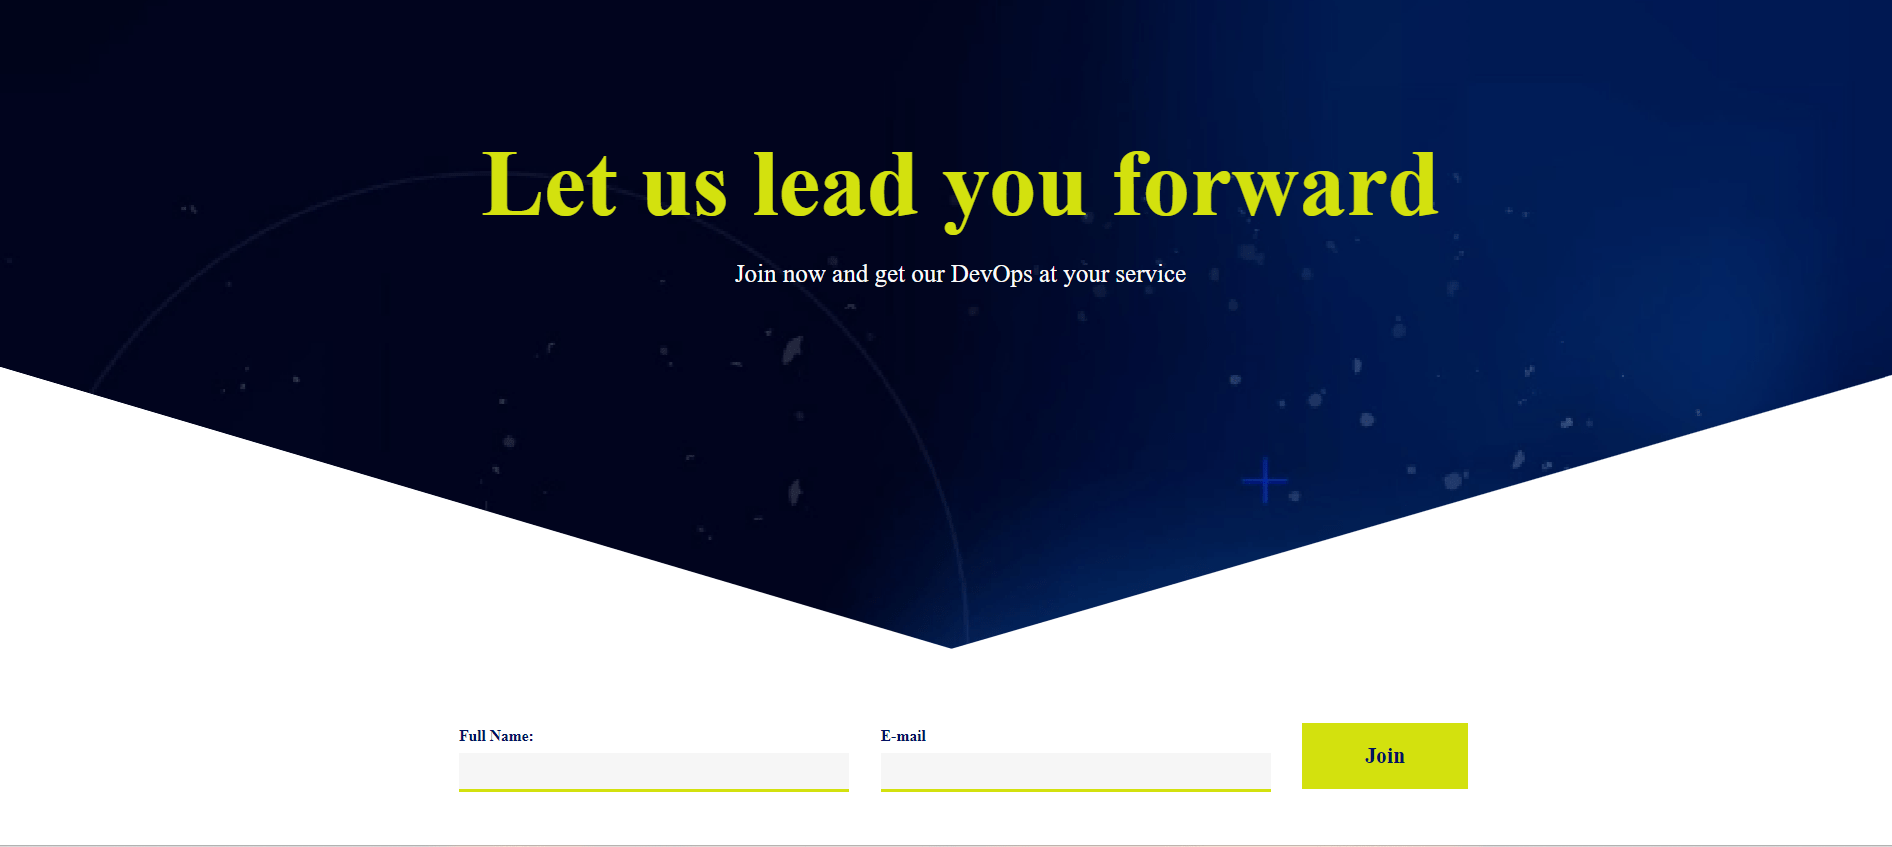 Let us lead you forward
Join now and get our DevOps at your service
Full Name:
E-mail
Join